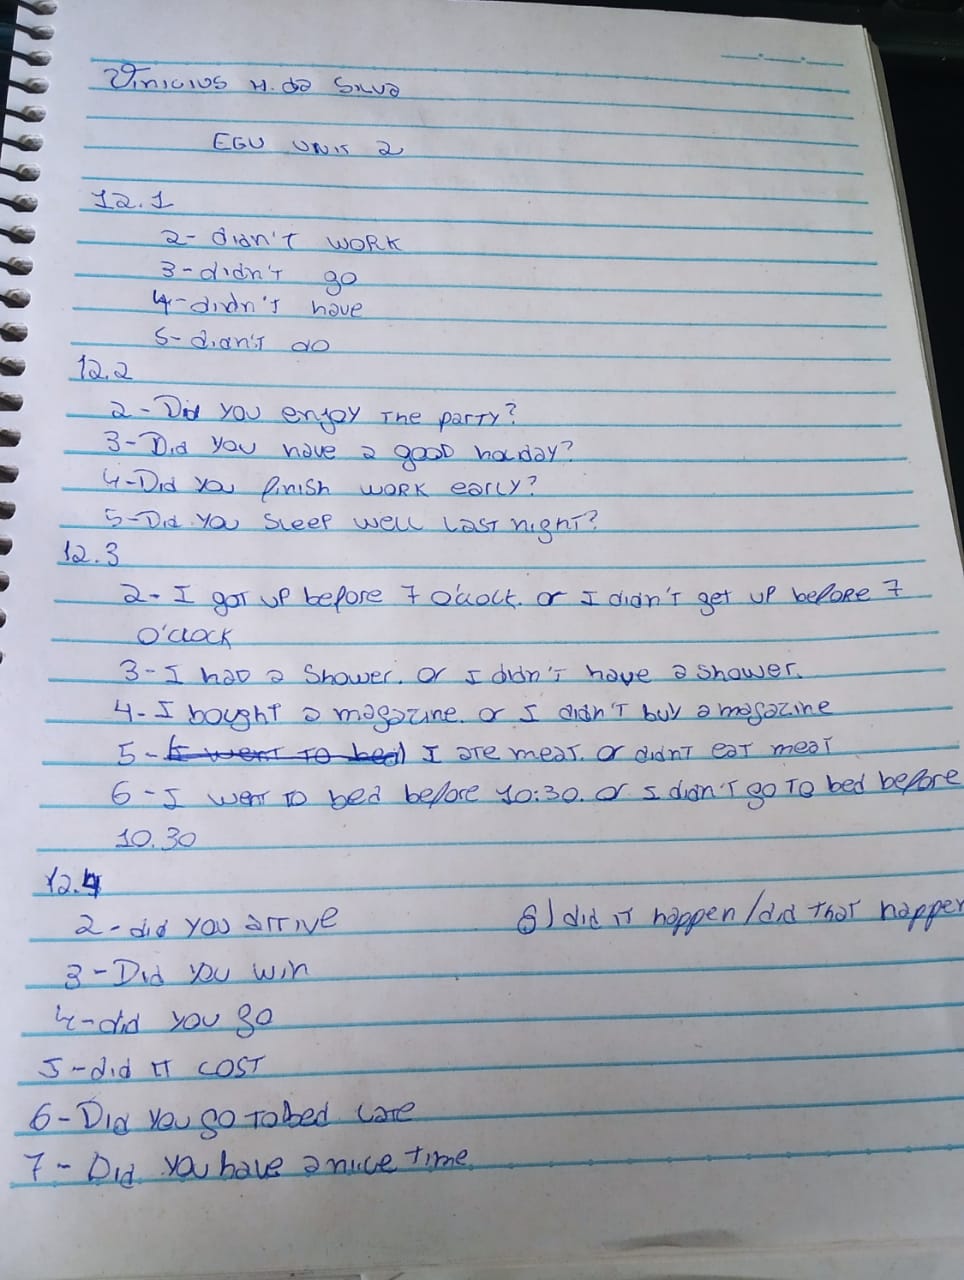 Vinicius H. da Silva
EGU Unit 2
12.1
2- didn't work
3- didn't go
4- didn't have
5- didn't do
12.2
2- Did you enjoy the party?
3- Did you have a good holiday?
4- Did you finish work early?
5- Did you sleep well last night?
12.3
2- I got up before 7 o'clock. or I didn't get up before 7
o'clock
3- I had a shower. or I didn't have a shower.
4- I bought a magazine. or I didn't buy a magazine
5- I went to bed I ate meat. or didn't eat meat
6- I went to bed before 10:30. or I didn't go to bed before
10.30
12.4
2- did you arrive 8) did it happen/did that happen
3- Did you win
4- did you go
5- did it cost
6- Did you go to bed late
7- Did you have a nice time